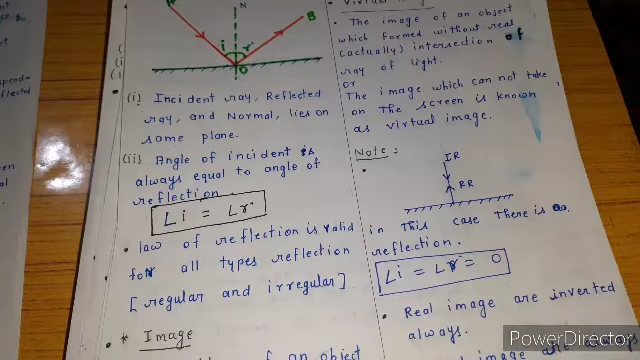 N
B
i
r
O
(i) Incident ray, Reflected
ray, and Normal, lies on
same plane.
(ii) Angle of incident is
always equal to angle of
reflection.
∠i = ∠r
• law of reflection is valid
for all types reflection
[regular and irregular]
* Image
of an object
• The image of an object
which formed without real
(actually) intersection of
ray of light.
or
The image which can not take
on The screen is known
as virtual image.
Note :
IR
RR
in This case There is no
reflection.
∠i = ∠r = 0
• Real image are inverted
always.
image are
PowerDirector